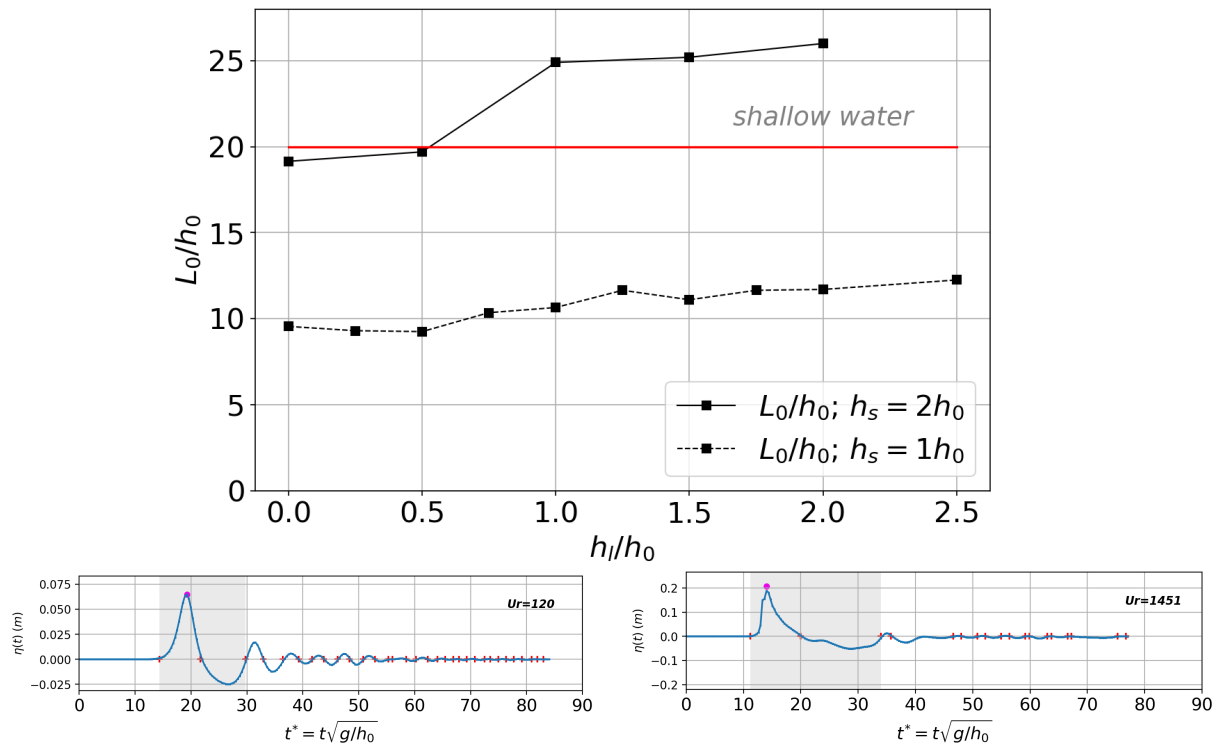 25
20
15
10
5
0
L₀/h₀
shallow water
L₀/h₀; hₛ = 2h₀
L₀/h₀; hₛ = 1h₀
0.0 0.5 1.0 1.5 2.0 2.5
hₗ/h₀
0.075
0.050
0.025
0.000
−0.025
η(t) (m)
Ur=120
0 10 20 30 40 50 60 70 80 90
t* = t√g/h₀
0.2
0.1
0.0
−0.1
−0.2
η(t) (m)
Ur=1451
0 10 20 30 40 50 60 70 80 90
t* = t√g/h₀